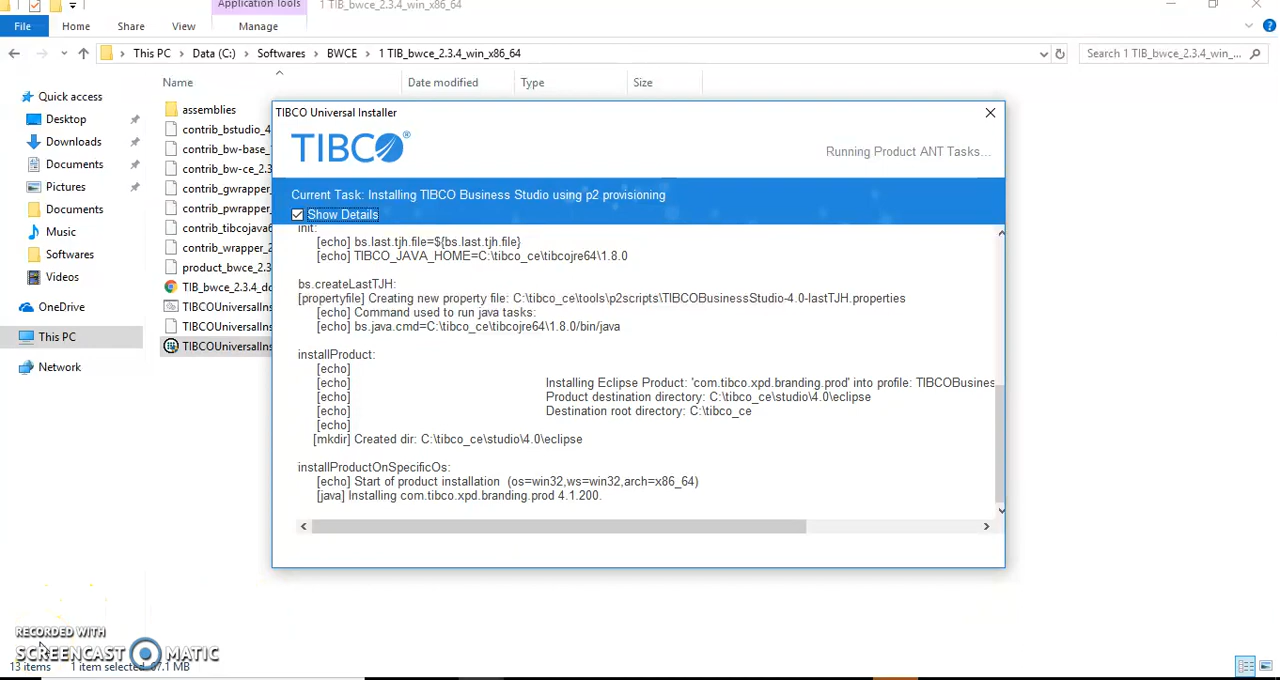 Application Tools
1 TIB_bwce_2.3.4_win_x86_64
File
Home
Share
View
Manage
This PC
Data (C:)
Softwares
BWCE
1 TIB_bwce_2.3.4_win_x86_64
Search 1 TIB_bwce_2.3.4_win_...
Name
Date modified
Type
Size
Quick access
Desktop
Downloads
Documents
Pictures
Documents
Music
Softwares
Videos
OneDrive
This PC
Network
assemblies
contrib_bstudio_4
contrib_bw-base_
contrib_bw-ce_2.3
contrib_gwrapper_
contrib_pwrapper_
contrib_tibcojava6
contrib_wrapper_2
product_bwce_2.3
TIB_bwce_2.3.4_do
TIBCOUniversalIns
TIBCOUniversalIns
TIBCOUniversalIns
TIBCO Universal Installer
TIBCO®
Running Product ANT Tasks...
Current Task: Installing TIBCO Business Studio using p2 provisioning
Show Details
init:
[echo] bs.last.tjh.file=${bs.last.tjh.file}
[echo] TIBCO_JAVA_HOME=C:\tibco_ce\tibcojre64\1.8.0
bs.createLastTJH:
[propertyfile] Creating new property file: C:\tibco_ce\tools\p2scripts\TIBCOBusinessStudio-4.0-lastTJH.properties
[echo] Command used to run java tasks:
[echo] bs.java.cmd=C:\tibco_ce\tibcojre64\1.8.0/bin/java
installProduct:
[echo]
[echo] Installing Eclipse Product: 'com.tibco.xpd.branding.prod' into profile: TIBCOBusines
[echo] Product destination directory: C:\tibco_ce\studio\4.0\eclipse
[echo] Destination root directory: C:\tibco_ce
[echo]
[mkdir] Created dir: C:\tibco_ce\studio\4.0\eclipse
installProductOnSpecificOs:
[echo] Start of product installation (os=win32,ws=win32,arch=x86_64)
[java] Installing com.tibco.xpd.branding.prod 4.1.200.
RECORDED WITH
SCREENCAST MATIC
13 items
1 item selected 67.1 MB